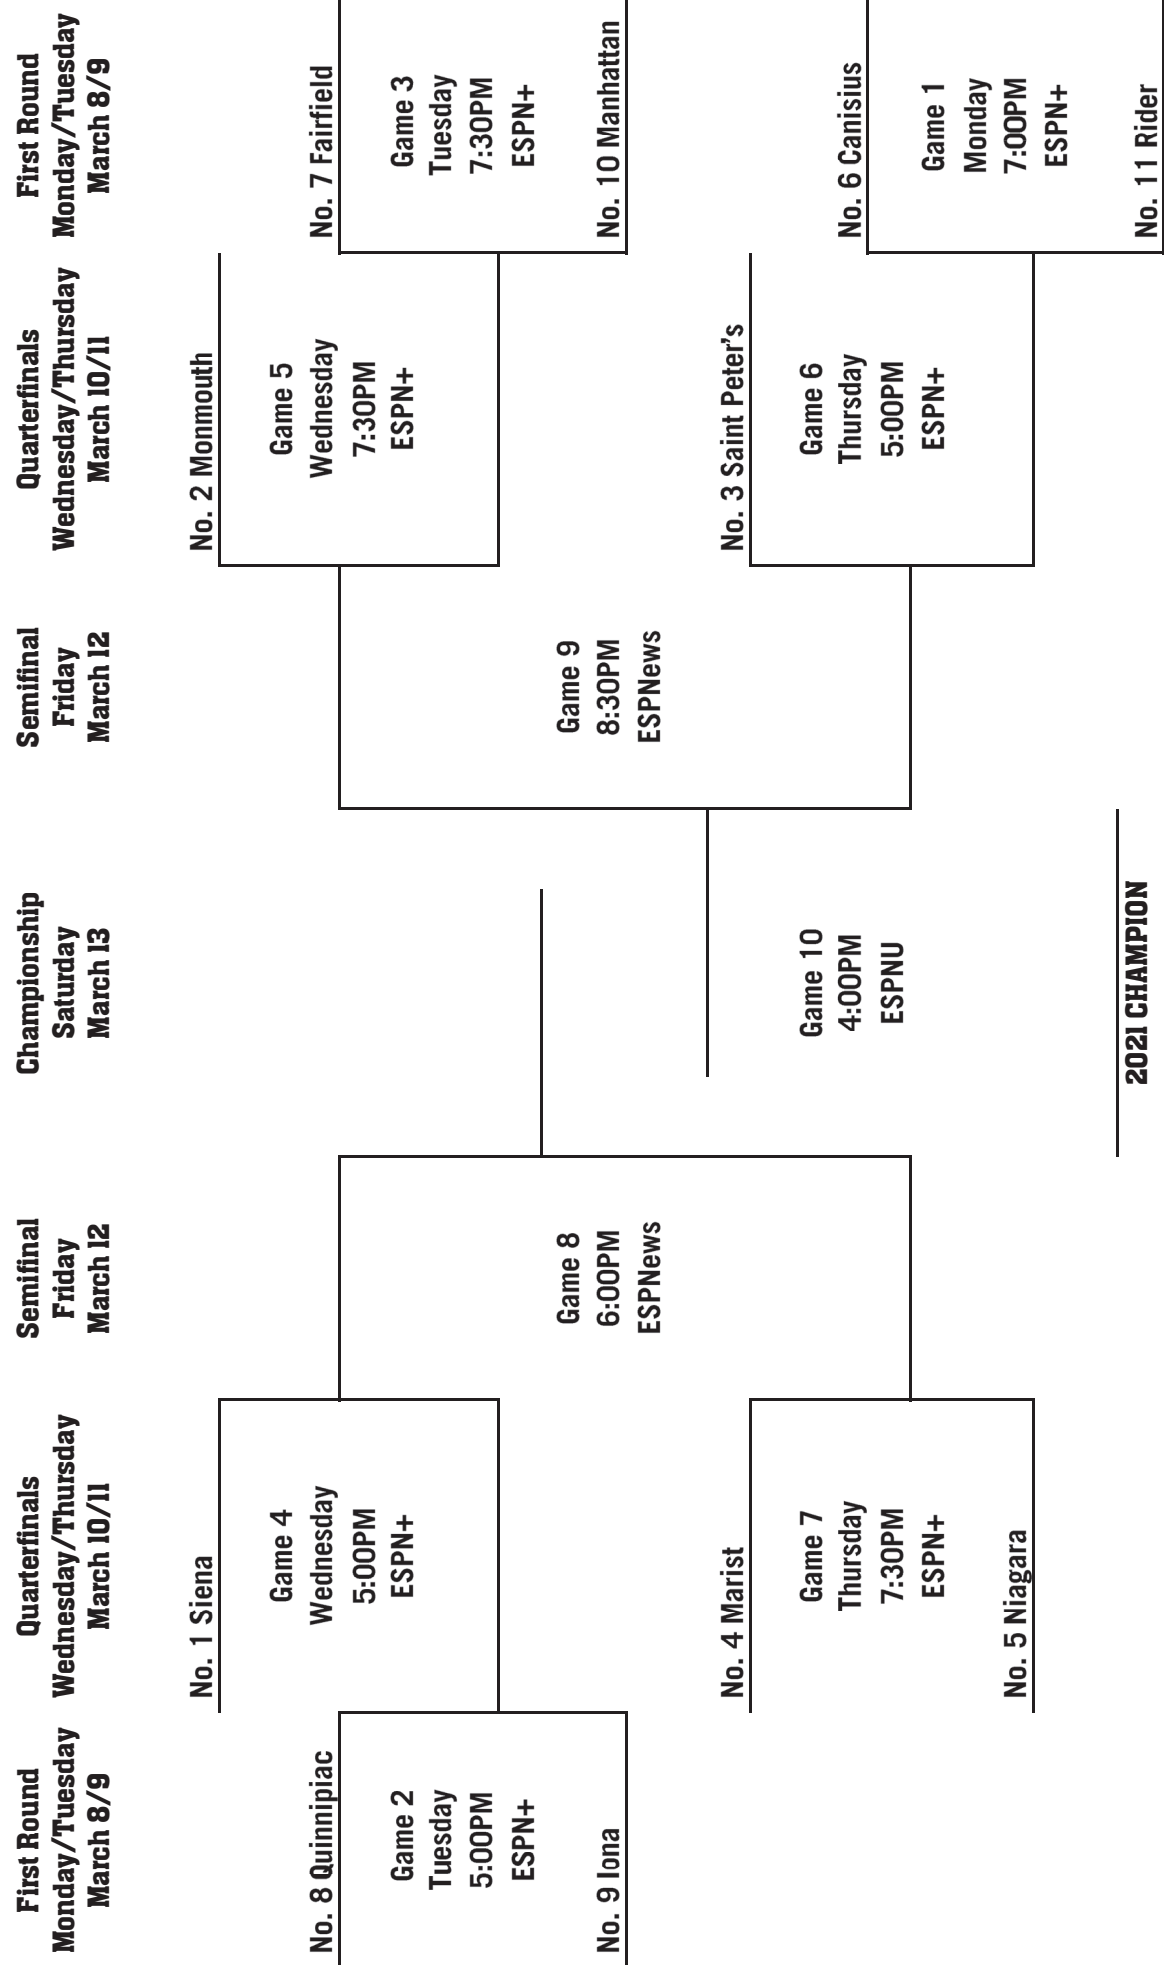 First Round
Monday/Tuesday
March 8/9
Quarterfinals
Wednesday/Thursday
March 10/11
Semifinal
Friday
March 12
Championship
Saturday
March 13
Semifinal
Friday
March 12
Quarterfinals
Wednesday/Thursday
March 10/11
First Round
Monday/Tuesday
March 8/9
No. 8 Quinnipiac
Game 2
Tuesday
5:00PM
ESPN+
No. 9 Iona
No. 1 Siena
Game 4
Wednesday
5:00PM
ESPN+
No. 4 Marist
Game 7
Thursday
7:30PM
ESPN+
No. 5 Niagara
Game 8
6:00PM
ESPNews
Game 10
4:00PM
ESPNU
2021 CHAMPION
Game 9
8:30PM
ESPNews
No. 2 Monmouth
Game 5
Wednesday
7:30PM
ESPN+
No. 3 Saint Peter's
Game 6
Thursday
5:00PM
ESPN+
No. 7 Fairfield
Game 3
Tuesday
7:30PM
ESPN+
No. 10 Manhattan
No. 6 Canisius
Game 1
Monday
7:00PM
ESPN+
No. 11 Rider